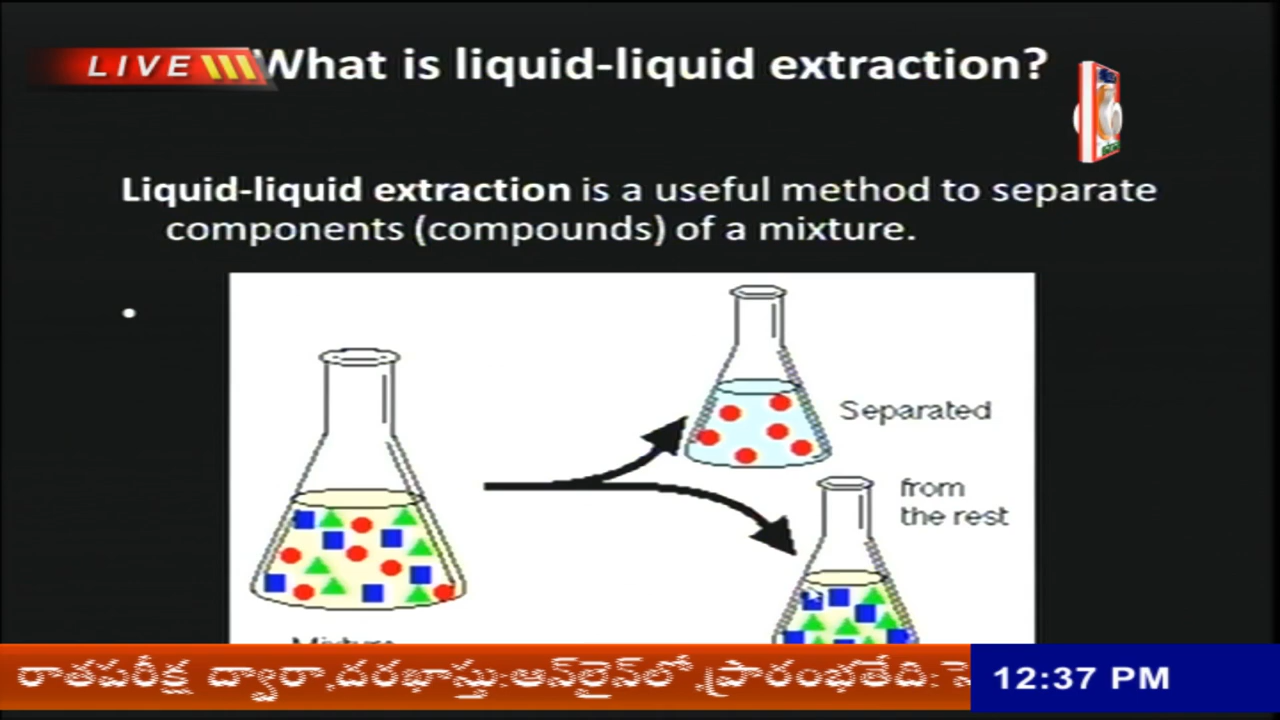 LIVE
What is liquid-liquid extraction?
Liquid-liquid extraction is a useful method to separate
components (compounds) of a mixture.
Separated
from
the rest
Mixture
రాతపరీక్ష ద్వారా,దరఖాస్తు:ఆన్‌లైన్‌లో,ప్రారంభతేది:
12:37 PM